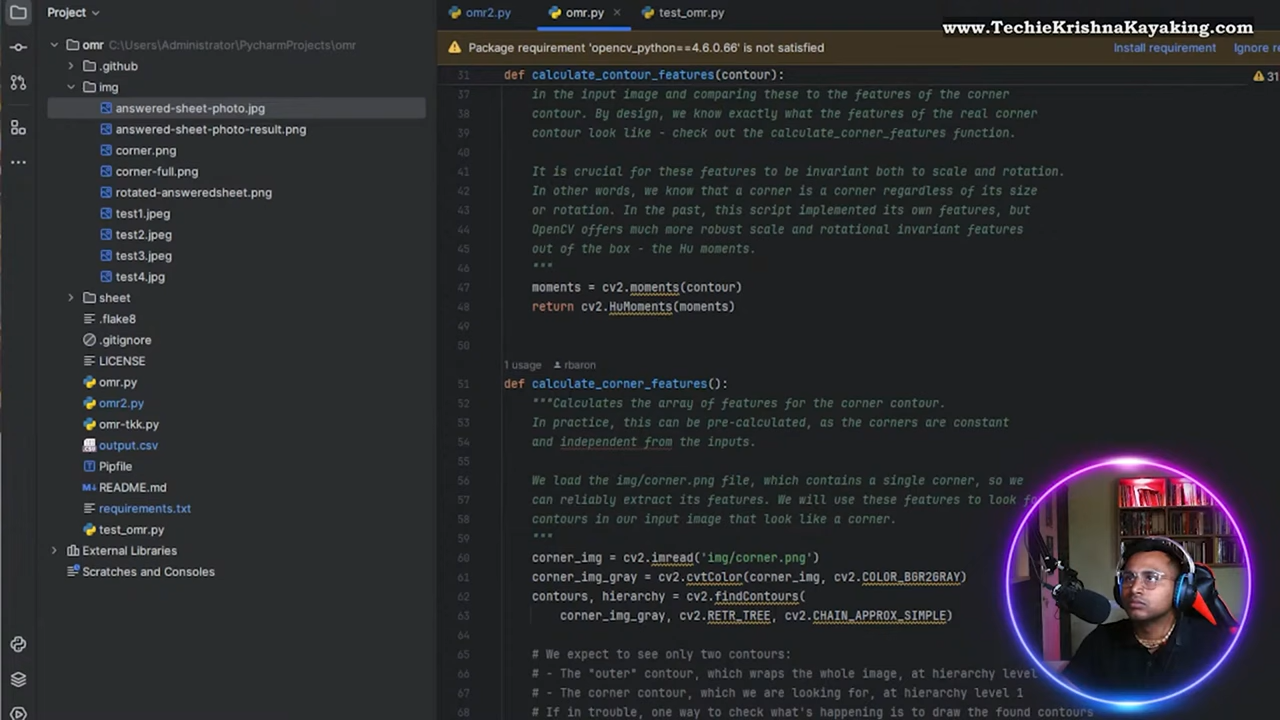 Project
omr2.py
omr.py
test_omr.py
www.TechieKrishnaKayaking.com
omr C:\Users\Administrator\PycharmProjects\omr
.github
img
answered-sheet-photo.jpg
answered-sheet-photo-result.png
corner.png
corner-full.png
rotated-answeredsheet.png
test1.jpeg
test2.jpeg
test3.jpeg
test4.jpg
sheet
.flake8
.gitignore
LICENSE
omr.py
omr2.py
omr-tkk.py
output.csv
Pipfile
README.md
requirements.txt
test_omr.py
External Libraries
Scratches and Consoles
Package requirement 'opencv_python==4.6.0.66' is not satisfied
Install requirement Ignore re
31 def calculate_contour_features(contour): 31
37 in the input image and comparing these to the features of the corner
38 contour. By design, we know exactly what the features of the real corner
39 contour look like - check out the calculate_corner_features function.
40
41 It is crucial for these features to be invariant both to scale and rotation.
42 In other words, we know that a corner is a corner regardless of its size
43 or rotation. In the past, this script implemented its own features, but
44 OpenCV offers much more robust scale and rotational invariant features
45 out of the box - the Hu moments.
46 """
47 moments = cv2.moments(contour)
48 return cv2.HuMoments(moments)
49
50
1 usage rbaron
51 def calculate_corner_features():
52 """Calculates the array of features for the corner contour.
53 In practice, this can be pre-calculated, as the corners are constant
54 and independent from the inputs.
55
56 We load the img/corner.png file, which contains a single corner, so we
57 can reliably extract its features. We will use these features to look fo
58 contours in our input image that look like a corner.
59 """
60 corner_img = cv2.imread('img/corner.png')
61 corner_img_gray = cv2.cvtColor(corner_img, cv2.COLOR_BGR2GRAY)
62 contours, hierarchy = cv2.findContours(
63 corner_img_gray, cv2.RETR_TREE, cv2.CHAIN_APPROX_SIMPLE)
64
65 # We expect to see only two contours:
66 # - The "outer" contour, which wraps the whole image, at hierarchy level
67 # - The corner contour, which we are looking for, at hierarchy level 1
68 # If in trouble, one way to check what's happening is to draw the found contours